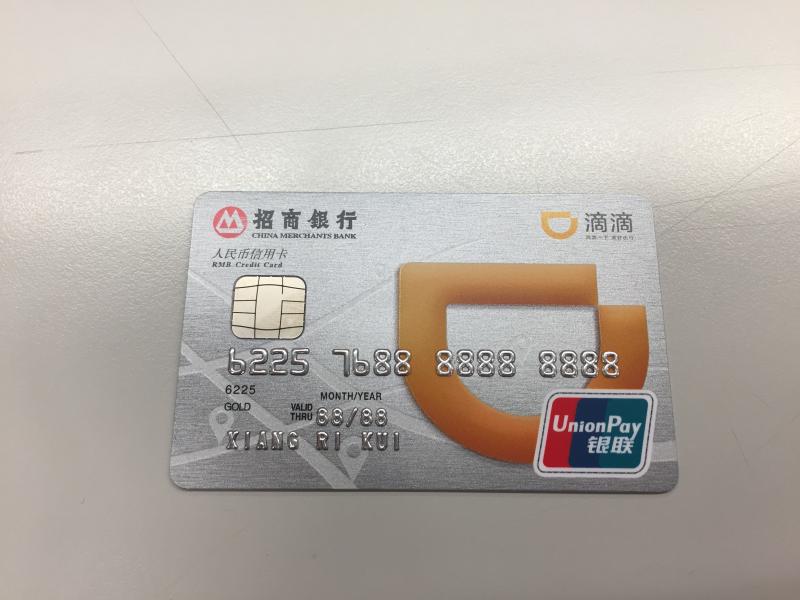 招商銀行
CHINA MERCHANTS BANK
滴滴
人民币信用卡
RMB Credit Card
6225 7688 8888 8888
6225
MONTH/YEAR
GOLD VALID THRU 88/88
XIANG RI KUI
UnionPay
银联